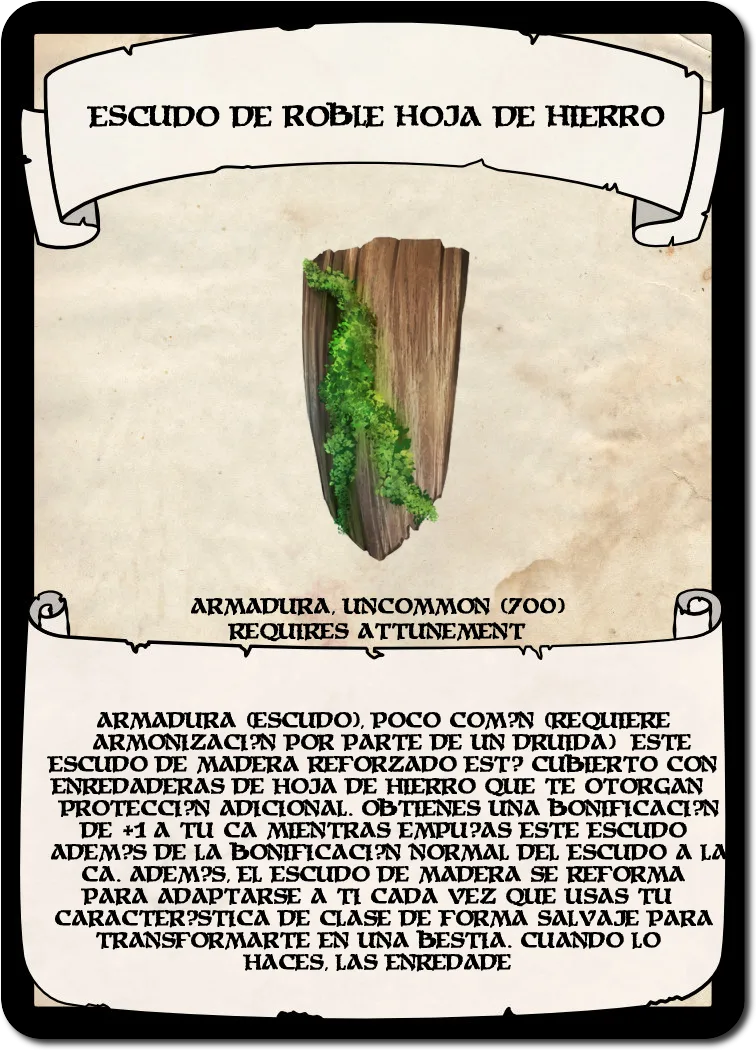 ESCUDO DE ROBLE HOJA DE HIERRO
ARMADURA, UNCOMMON (700)
REQUIRES ATTUNEMENT
ARMADURA (ESCUDO), POCO COM?N (REQUIERE
ARMONIZACI?N POR PARTE DE UN DRUIDA) ESTE
ESCUDO DE MADERA REFORZADO EST? CUBIERTO CON
ENREDADERAS DE HOJA DE HIERRO QUE TE OTORGAN
PROTECCI?N ADICIONAL. OBTIENES UNA BONIFICACI?N
DE +1 A TU CA MIENTRAS EMPU?AS ESTE ESCUDO
ADEM?S DE LA BONIFICACI?N NORMAL DEL ESCUDO A LA
CA. ADEM?S, EL ESCUDO DE MADERA SE REFORMA
PARA ADAPTARSE A TI CADA VEZ QUE USAS TU
CARACTER?STICA DE CLASE DE FORMA SALVAJE PARA
TRANSFORMARTE EN UNA BESTIA. CUANDO LO
HACES, LAS ENREDADE